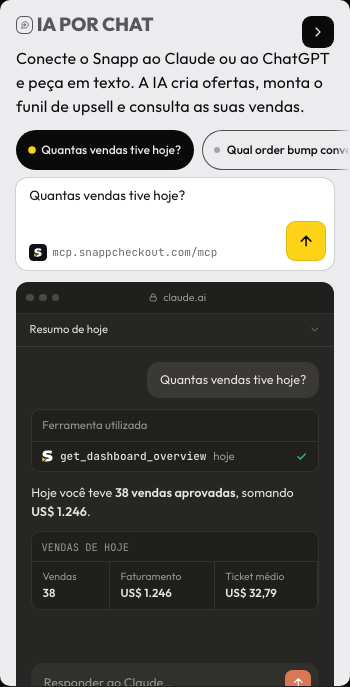 IA POR CHAT
Conecte o Snapp ao Claude ou ao ChatGPT
e peça em texto. A IA cria ofertas, monta o
funil de upsell e consulta as suas vendas.
Quantas vendas tive hoje?
Qual order bump conve
Quantas vendas tive hoje?
mcp.snappcheckout.com/mcp
claude.ai
Resumo de hoje
Quantas vendas tive hoje?
Ferramenta utilizada
get_dashboard_overview hoje
Hoje você teve 38 vendas aprovadas, somando
US$ 1.246.
VENDAS DE HOJE
Vendas Faturamento Ticket médio
38 US$ 1.246 US$ 32,79
Responder ao Claude...